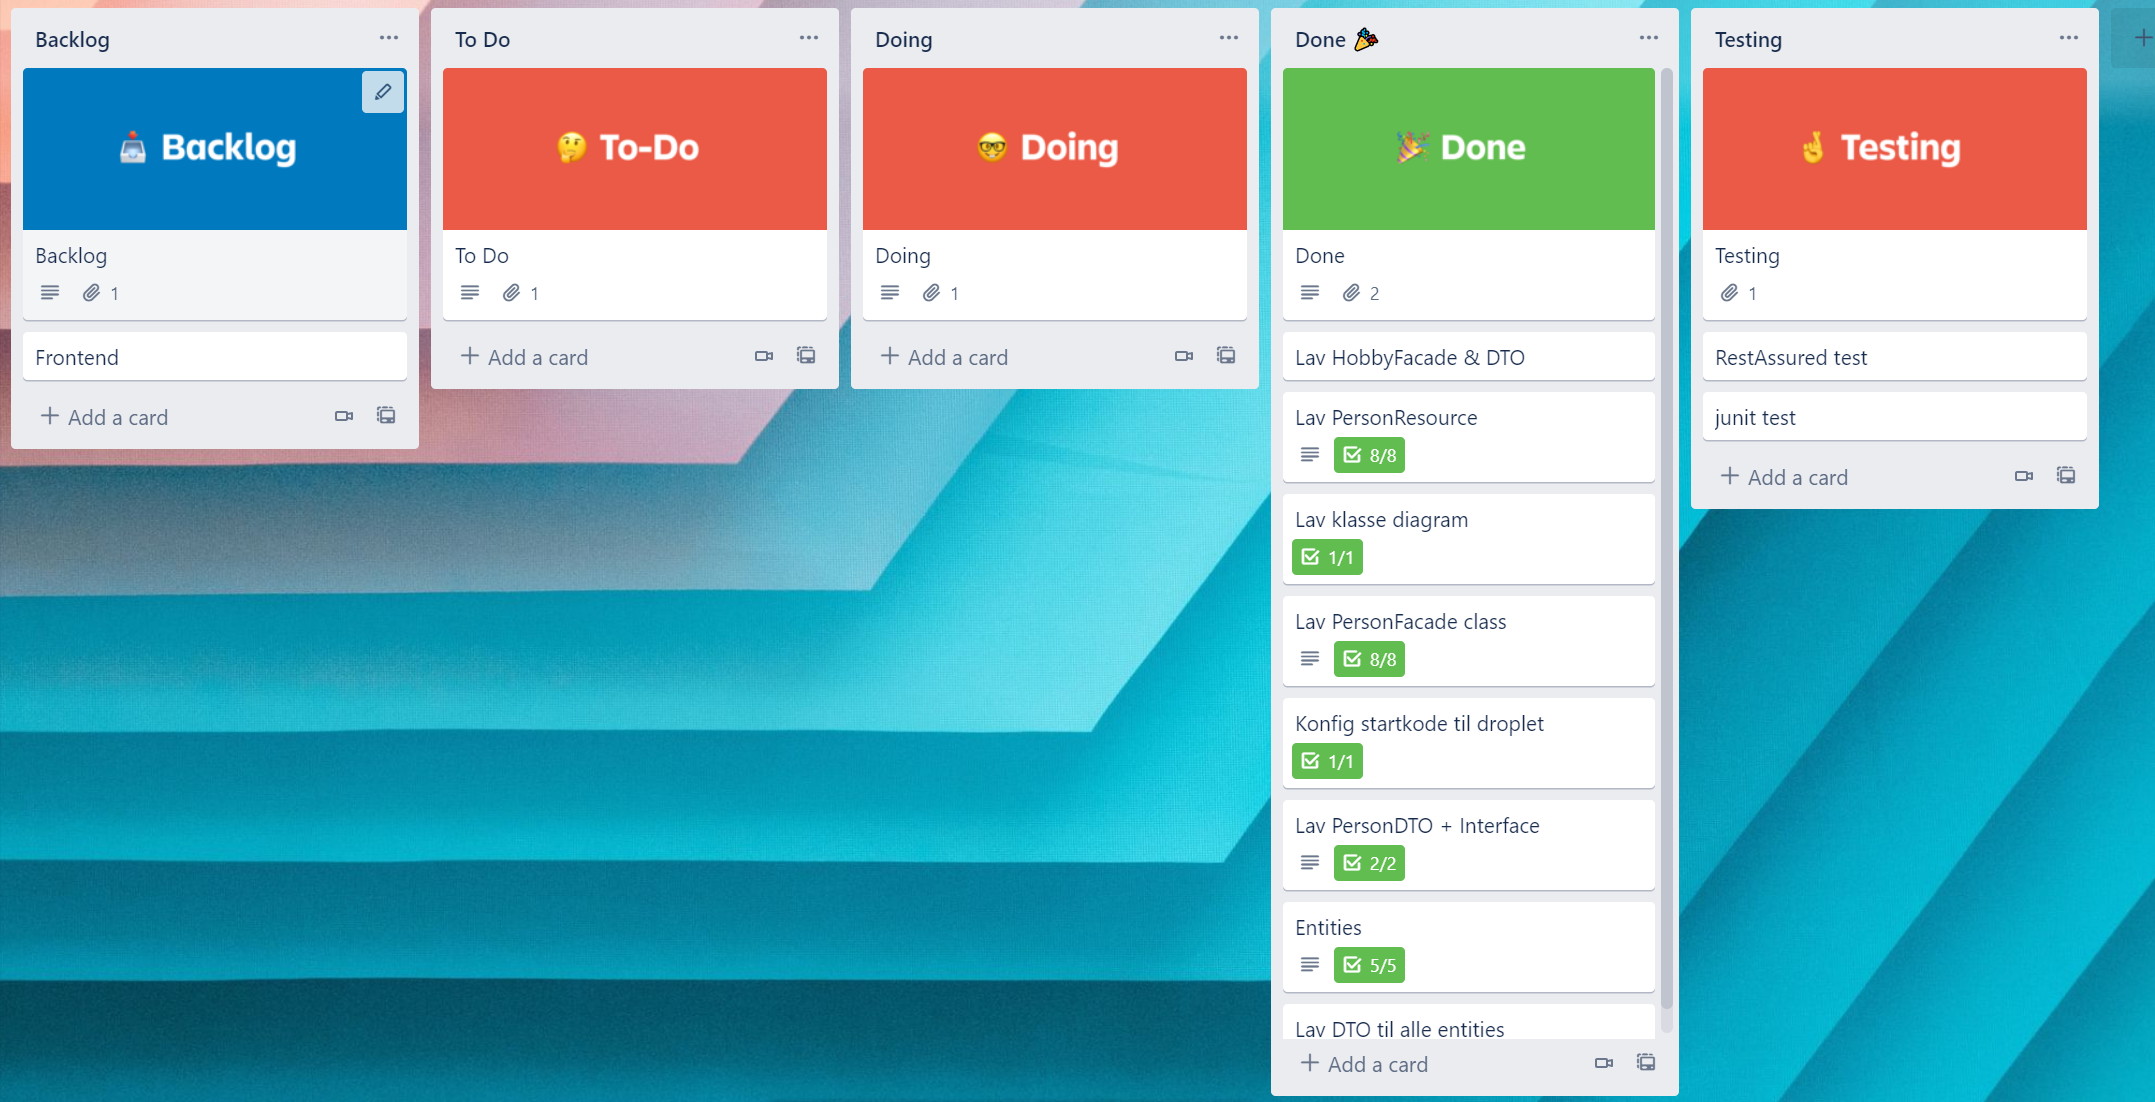 Backlog
Backlog
Backlog
1
Frontend
Add a card
To Do
To-Do
To Do
1
Add a card
Doing
Doing
Doing
1
Add a card
Done
Done
Done
2
Lav HobbyFacade & DTO
Lav PersonResource
8/8
Lav klasse diagram
1/1
Lav PersonFacade class
8/8
Konfig startkode til droplet
1/1
Lav PersonDTO + Interface
2/2
Entities
5/5
Lav DTO til alle entities
Add a card
Testing
Testing
Testing
1
RestAssured test
junit test
Add a card